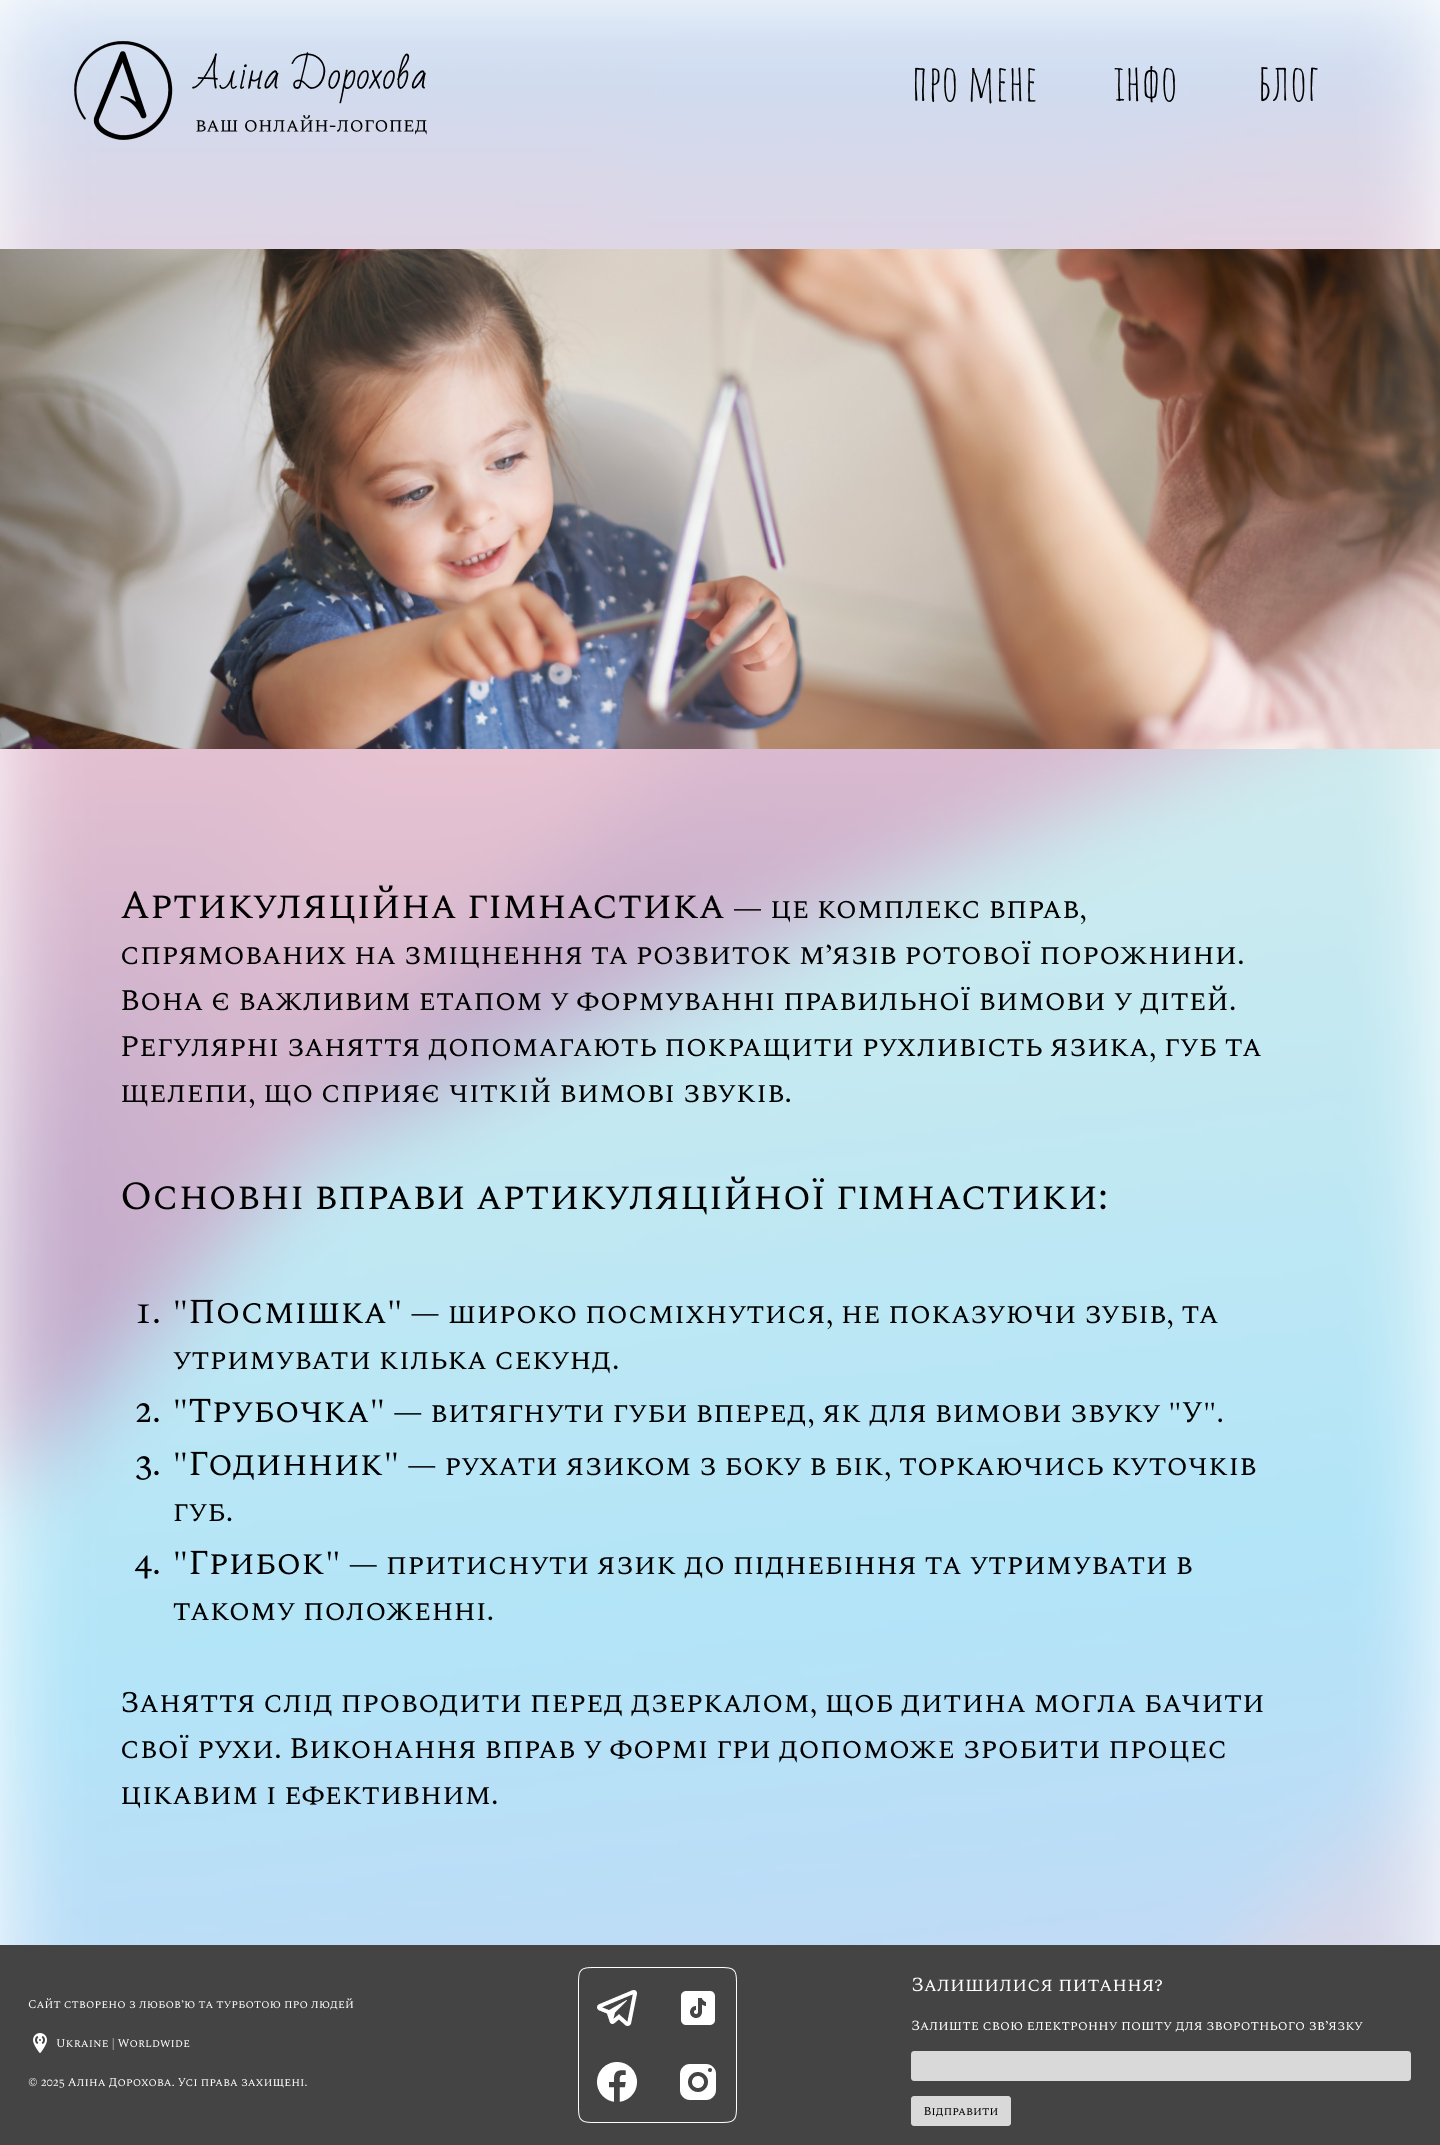 Аліна Дорохова
ваш онлайн-логопед
про мене
інфо
блог
Артикуляційна гімнастика — це комплекс вправ,
спрямованих на зміцнення та розвиток м’язів ротової порожнини.
Вона є важливим етапом у формуванні правильної вимови у дітей.
Регулярні заняття допомагають покращити рухливість язика, губ та
щелепи, що сприяє чіткій вимові звуків.
Основні вправи артикуляційної гімнастики:
1. "Посмішка" — широко посміхнутися, не показуючи зубів, та
утримувати кілька секунд.
2. "Трубочка" — витягнути губи вперед, як для вимови звуку "У".
3. "Годинник" — рухати язиком з боку в бік, торкаючись куточків
губ.
4. "Грибок" — притиснути язик до піднебіння та утримувати в
такому положенні.
Заняття слід проводити перед дзеркалом, щоб дитина могла бачити
свої рухи. Виконання вправ у формі гри допоможе зробити процес
цікавим і ефективним.
Сайт створено з любов'ю та турботою про людей
Ukraine | Worldwide
© 2025 Аліна Дорохова. Усі права захищені.
Залишилися питання?
Залиште свою електронну пошту для зворотнього зв’язку
Відправити